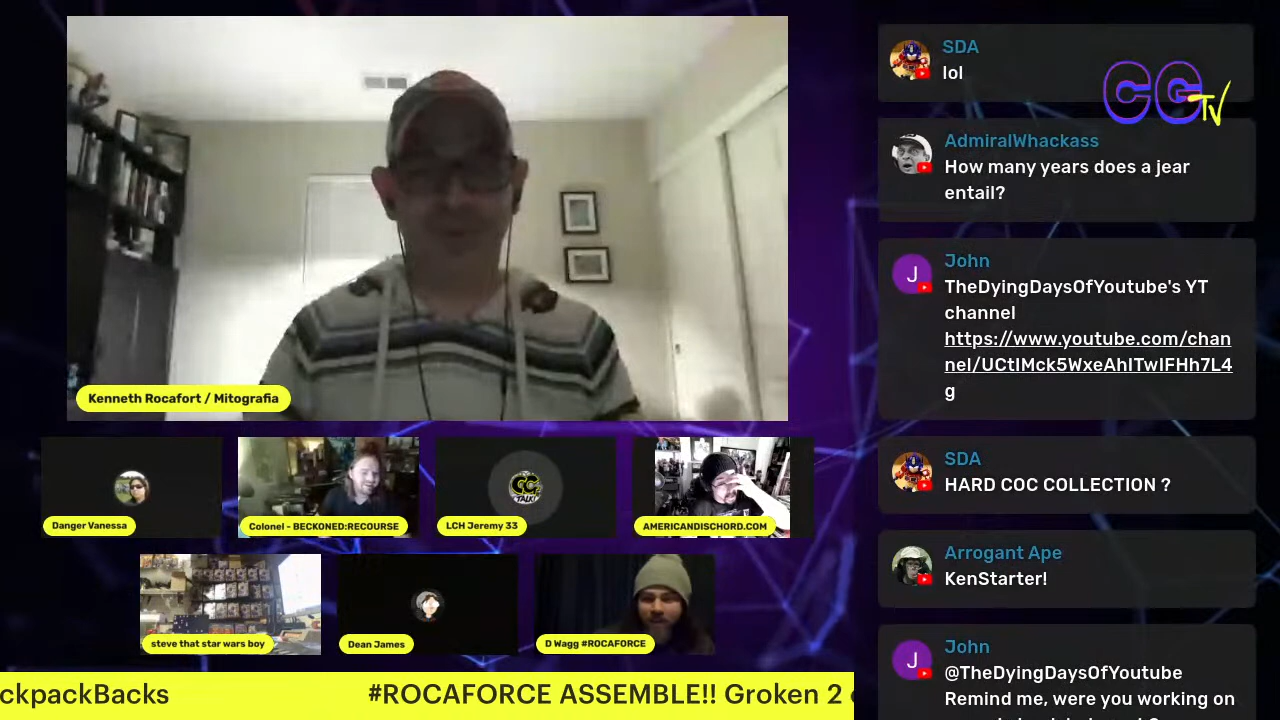 Kenneth Rocafort / Mitografia
Danger Vanessa
Colonel - BECKONED:RECOURSE
CG
TALK!
LCH Jeremy 33
AMERICANDISCHORD.COM
steve that star wars boy
Dean James
D Wagg #ROCAFORCE
ckpackBacks
#ROCAFORCE ASSEMBLE!! Groken 2
SDA
lol
CG TV
AdmiralWhackass
How many years does a jear
entail?
J
John
TheDyingDaysOfYoutube's YT
channel
https://www.youtube.com/chan
nel/UCtIMck5WxeAhITwIFHh7L4
g
SDA
HARD COC COLLECTION ?
Arrogant Ape
KenStarter!
J
John
@TheDyingDaysOfYoutube
Remind me, were you working on